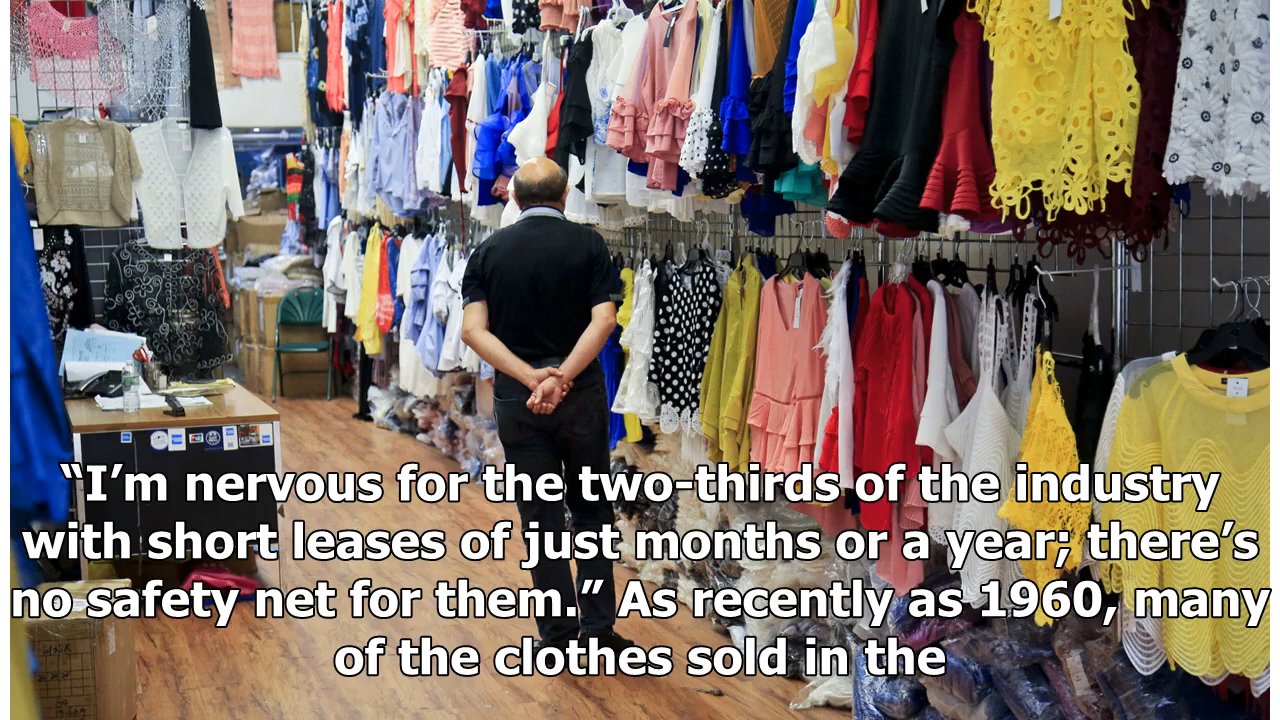 “I’m nervous for the two-thirds of the industry
with short leases of just months or a year; there’s
no safety net for them.” As recently as 1960, many
of the clothes sold in the